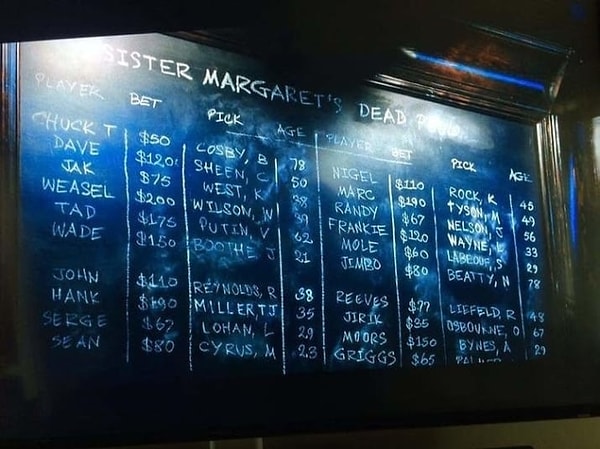 SISTER MARGARET'S DEAD
PLAYER BET PICK AGE PLAYER BET PICK AGE
CHUCK T $50 COSBY, B 78 NIGEL $110 ROCK, K 45
DAVE $120 SHEEN, C 50 MARC $190 TYSON, M 49
JAK $75 WEST, K 38 RANDY $67 NELSON, J 56
WEASEL $200 WILSON, W 39 FRANKIE $120 WAYNE, L 33
TAD $175 PUTIN, V 62 MOLE $60 LABEOUF, S 29
WADE $150 BOOTHE J 21 JIMBO $80 BEATTY, N 78
JOHN $110 REYNOLDS, R 38 REEVES $77 LIEFELD, R 48
HANK $190 MILLER TJ 35 JIRIK $35 OSBOURNE, O 67
SERGE $67 LOHAN, L 29 MOORS $150 BYNES, A 29
SEAN $80 CYRUS, M 23 GRIGGS $65